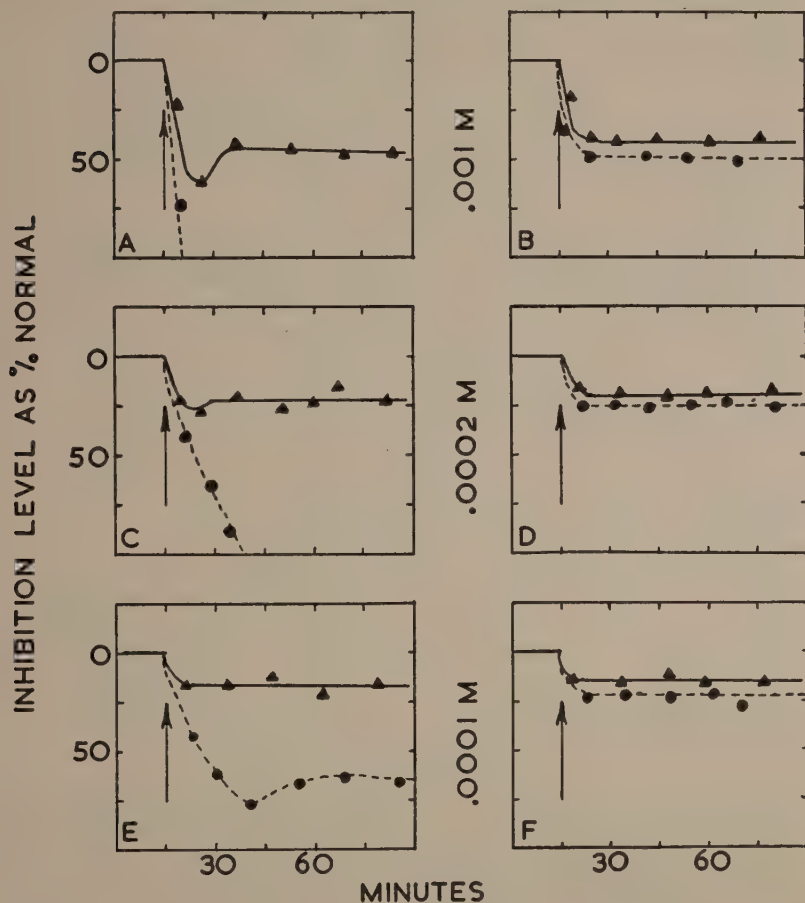 INHIBITION LEVEL AS % NORMAL
0
50
A
.001 M
B
0
50
C
.0002 M
D
0
50
E
.0001 M
F
30
60
30
60
MINUTES